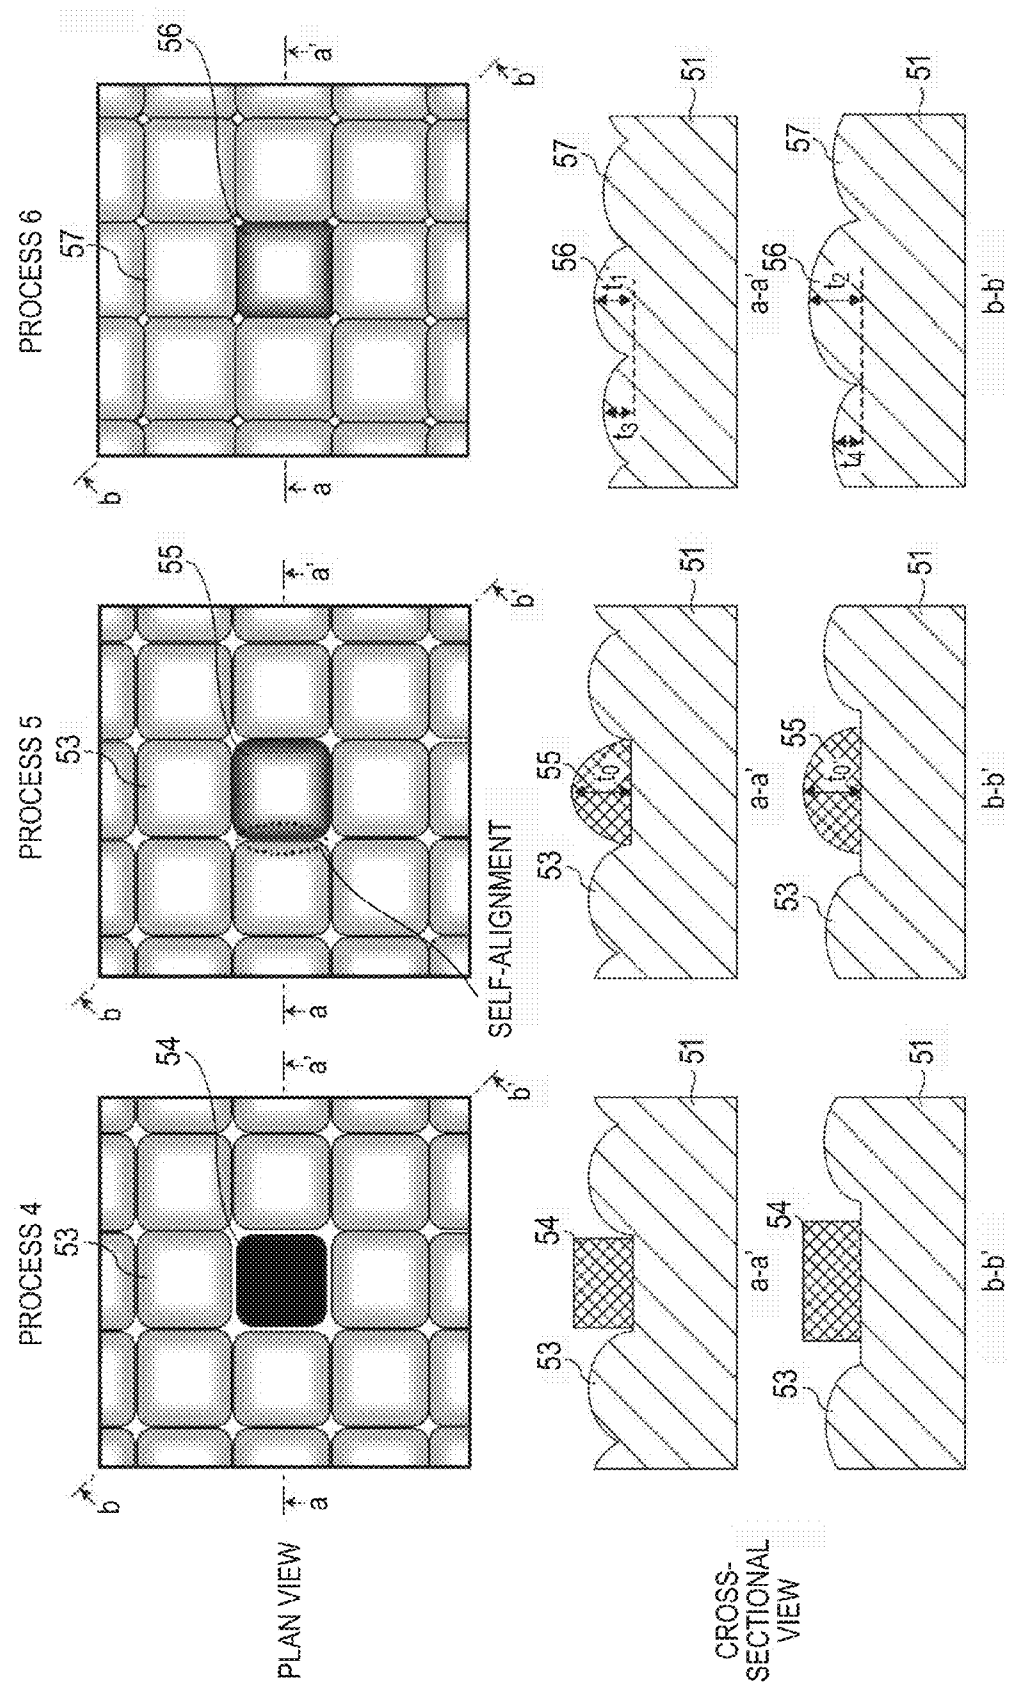 PROCESS 4
PROCESS 5
PROCESS 6
53
54
53
55
57
56
PLAN VIEW
a
a'
b
b'
a
a'
b
b'
a
a'
b
b'
SELF-ALIGNMENT
CROSS-
SECTIONAL
VIEW
53
54
51
a-a'
53
55
t0
51
a-a'
t3
56
t1
57
51
a-a'
53
54
51
b-b'
53
55
t0
51
b-b'
t4
56
t2
57
51
b-b'